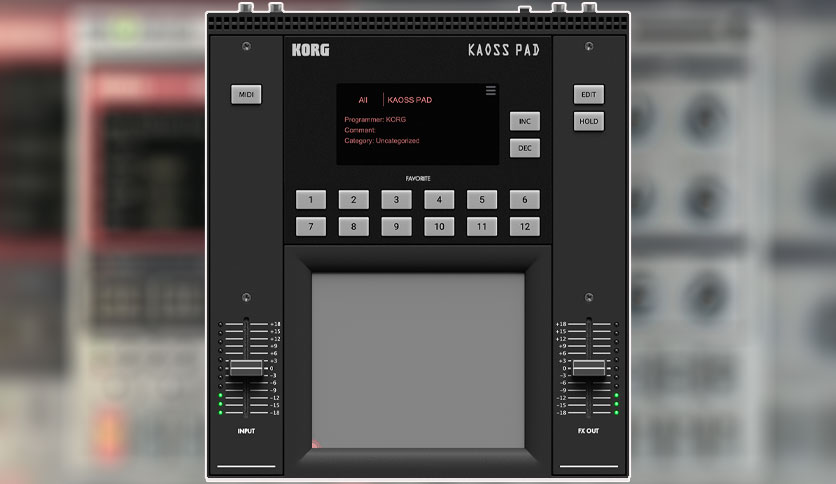 KORG
KAOSS PAD
MIDI
All
KAOSS PAD
Programmer: KORG
Comment:
Category: Uncategorized
INC
DEC
EDIT
HOLD
FAVORITE
1 2 3 4 5 6
7 8 9 10 11 12
+18
+15
+12
+9
+6
+3
0
-3
-6
-9
-12
-15
-18
INPUT
+18
+15
+12
+9
+6
+3
0
-3
-6
-9
-12
-15
-18
FX OUT